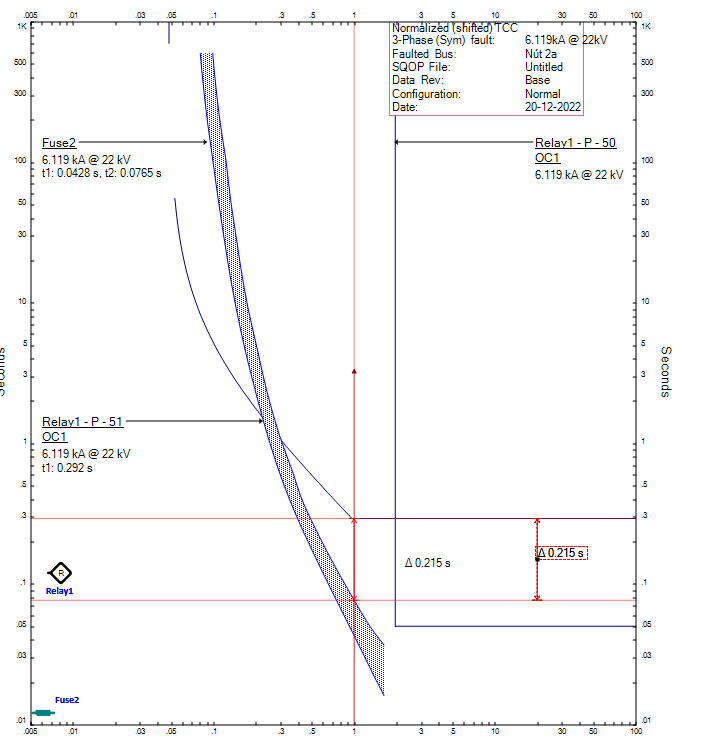 .005 .01 .05 .1 .5 1 3 5 10 30 50 100
1K 1K
Normalized (shifted) TCC
3-Phase (Sym) fault: 6.119kA @ 22kV
Faulted Bus: Nút 2a
SQOP File: Untitled
Data Rev: Base
Configuration: Normal
Date: 20-12-2022
500 500
300 300
Fuse2
6.119 kA @ 22 kV
t1: 0.0428 s, t2: 0.0765 s
Relay1 - P - 50
OC1
6.119 kA @ 22 kV
100 100
50 50
30 30
10 10
5 5
3 3
Seconds Seconds
Relay1 - P - 51
OC1
6.119 kA @ 22 kV
t1: 0.292 s
1 1
.5 .5
.3 .3
Δ 0.215 s
Δ 0.215 s
R
Relay1
.1 .1
.05 .05
.03 .03
Fuse2
.01 .01
.005 .01 .05 .1 .3 .5 1 3 5 10 30 50 100